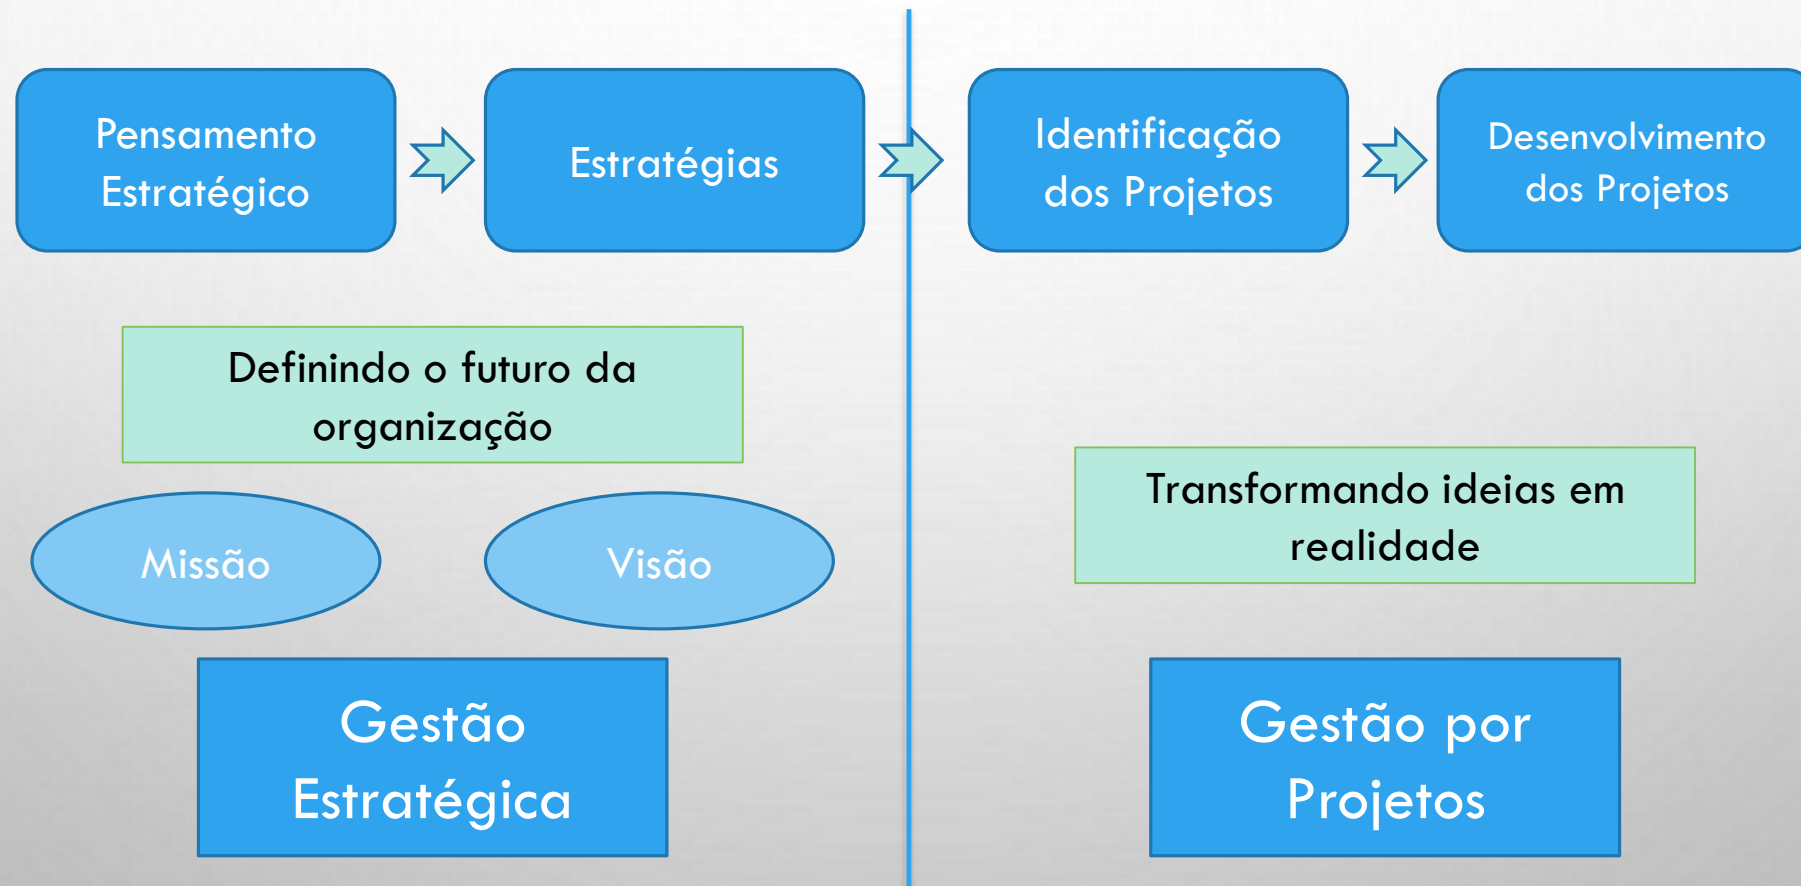 Pensamento
Estratégico
Estratégias
Identificação
dos Projetos
Desenvolvimento
dos Projetos
Definindo o futuro da
organização
Missão
Visão
Transformando ideias em
realidade
Gestão
Estratégica
Gestão por
Projetos